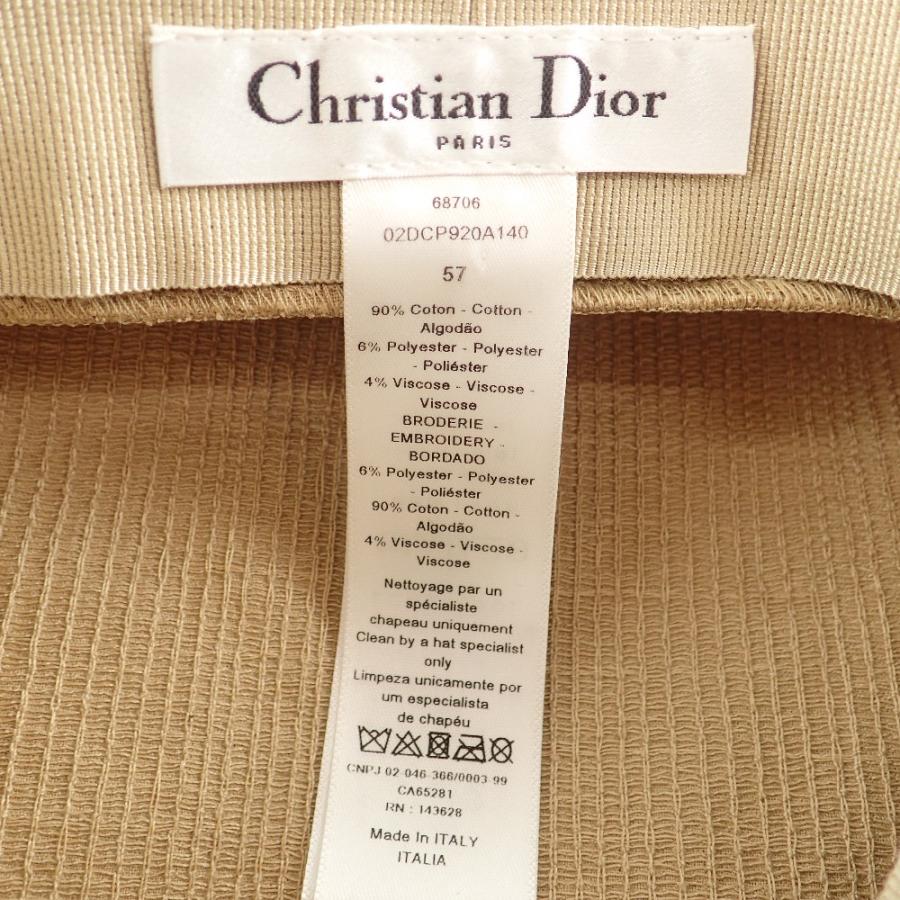 Christian Dior
PARIS
68706
02DCP920A140
57
90% Coton - Cotton -
Algodão
6% Polyester - Polyester
- Poliéster
4% Viscose - Viscose -
Viscose
BRODERIE -
EMBROIDERY -
BORDADO
6% Polyester - Polyester
- Poliéster
90% Coton - Cotton -
Algodão
4% Viscose - Viscose -
Viscose
Nettoyage par un
spécialiste
chapeau uniquement
Clean by a hat specialist
only
Limpeza unicamente por
um especialista
de chapéu
CNPJ 02-046-366/0003-99
CA65281
RN : 143628
Made In ITALY
ITALIA